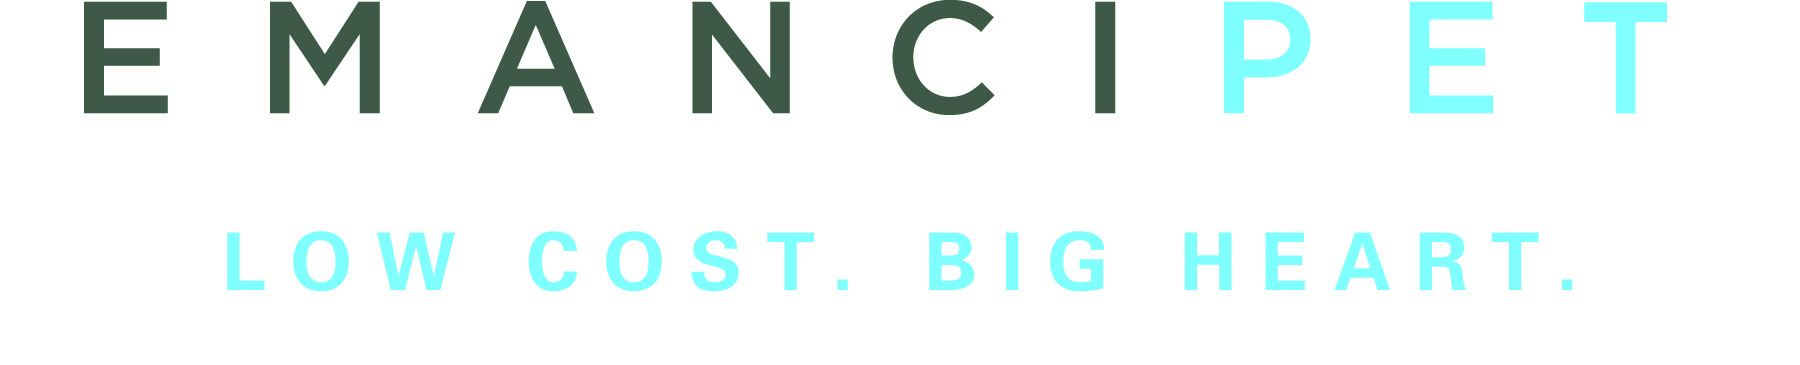 EMANCIPET
LOW COST. BIG HEART.